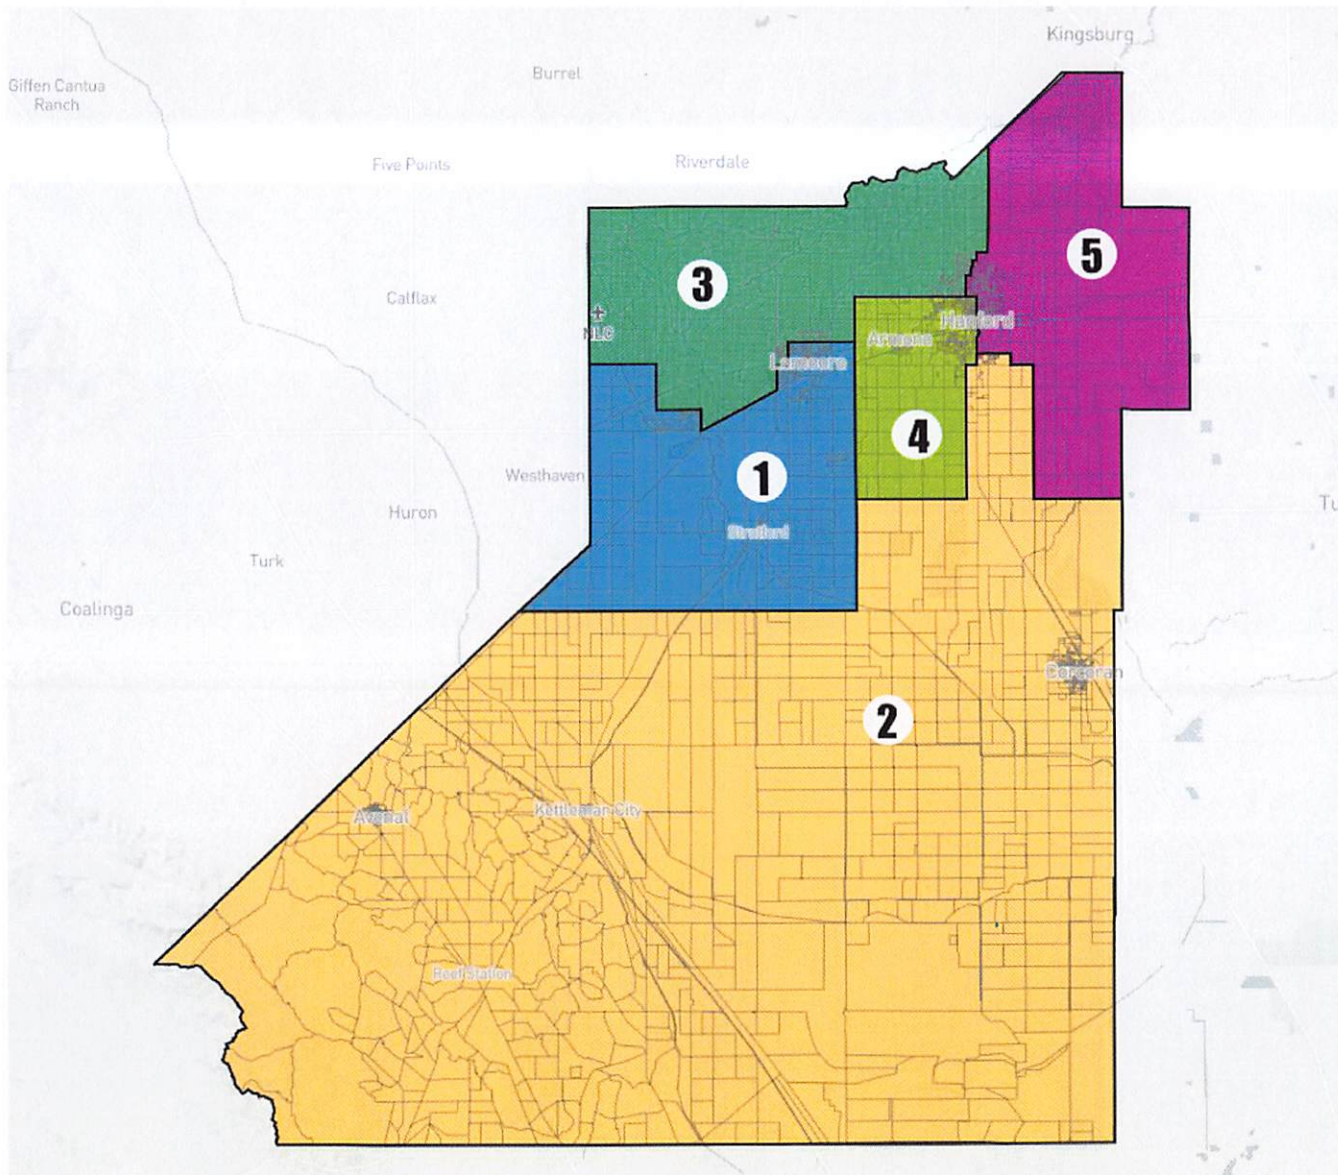 Kingsburg
Burrel
Giffen Cantua
Ranch
Five Points
Riverdale
5
3
Calflax
NLC
Hanford
Armona
Lemoore
4
1
Westhaven
Huron
Stratford
Turk
Tu
Coalinga
Corcoran
2
Avenal
Kettleman City
Reef Station